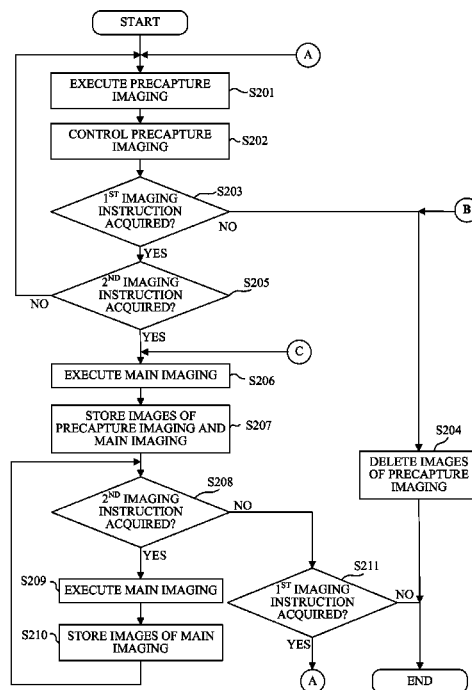 START
A
EXECUTE PRECAPTURE
IMAGING
S201
CONTROL PRECAPTURE
IMAGING
S202
S203
1ST IMAGING
INSTRUCTION
ACQUIRED?
NO
B
YES
2ND IMAGING
INSTRUCTION
ACQUIRED?
S205
NO
YES
C
EXECUTE MAIN IMAGING
S206
STORE IMAGES OF
PRECAPTURE IMAGING AND
MAIN IMAGING
S207
S204
DELETE IMAGES
OF PRECAPTURE
IMAGING
S208
2ND IMAGING
INSTRUCTION
ACQUIRED?
NO
YES
S209
EXECUTE MAIN IMAGING
S211
1ST IMAGING
INSTRUCTION
ACQUIRED?
NO
YES
S210
STORE IMAGES OF MAIN
IMAGING
A
END